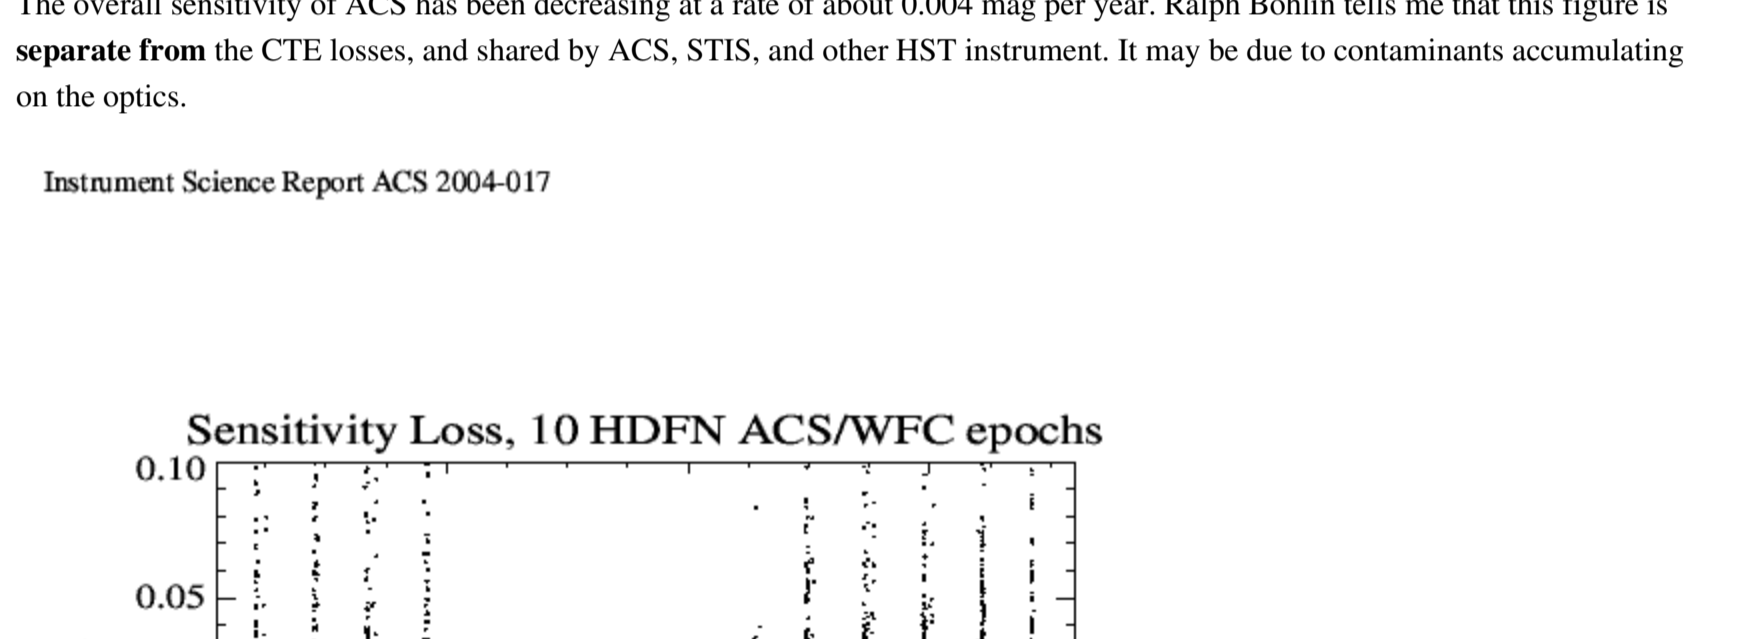 The overall sensitivity of ACS has been decreasing at a rate of about 0.004 mag per year. Ralph Bohlin tells me that this figure is
separate from the CTE losses, and shared by ACS, STIS, and other HST instrument. It may be due to contaminants accumulating
on the optics.
Instrument Science Report ACS 2004-017
Sensitivity Loss, 10 HDFN ACS/WFC epochs
0.10
0.05